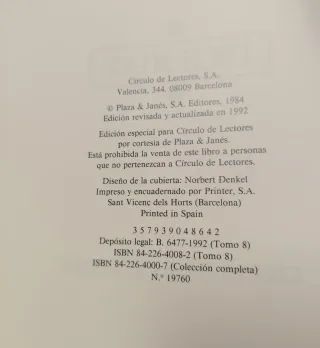 Círculo de Lectores, S.A.
Valencia, 344. 08009 Barcelona
© Plaza & Janés, S.A. Editores, 1984
Edición revisada y actualizada en 1992
Edición especial para Círculo de Lectores
por cortesía de Plaza & Janés.
Está prohibida la venta de este libro a personas
que no pertenezcan a Círculo de Lectores.
Diseño de la cubierta: Norbert Denkel
Impreso y encuadernado por Printer, S.A.
Sant Vicenç dels Horts (Barcelona)
Printed in Spain
3 5 7 9 3 9 0 4 8 6 4 2
Depósito legal: B. 6477-1992 (Tomo 8)
ISBN 84-226-4008-2 (Tomo 8)
ISBN 84-226-4000-7 (Colección completa)
N.º 19760